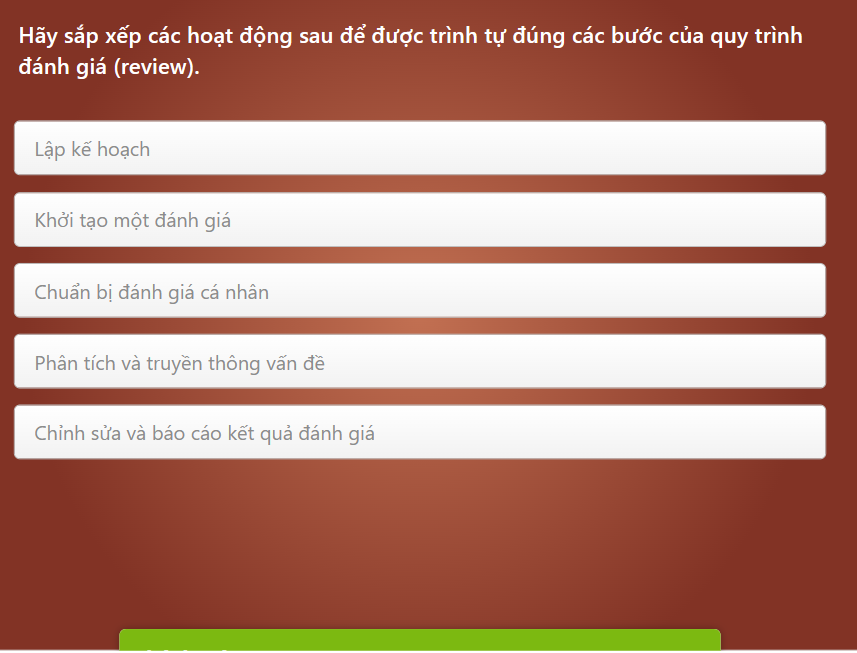 Hãy sắp xếp các hoạt động sau để được trình tự đúng các bước của quy trình
đánh giá (review).
Lập kế hoạch
Khởi tạo một đánh giá
Chuẩn bị đánh giá cá nhân
Phân tích và truyền thông vấn đề
Chỉnh sửa và báo cáo kết quả đánh giá